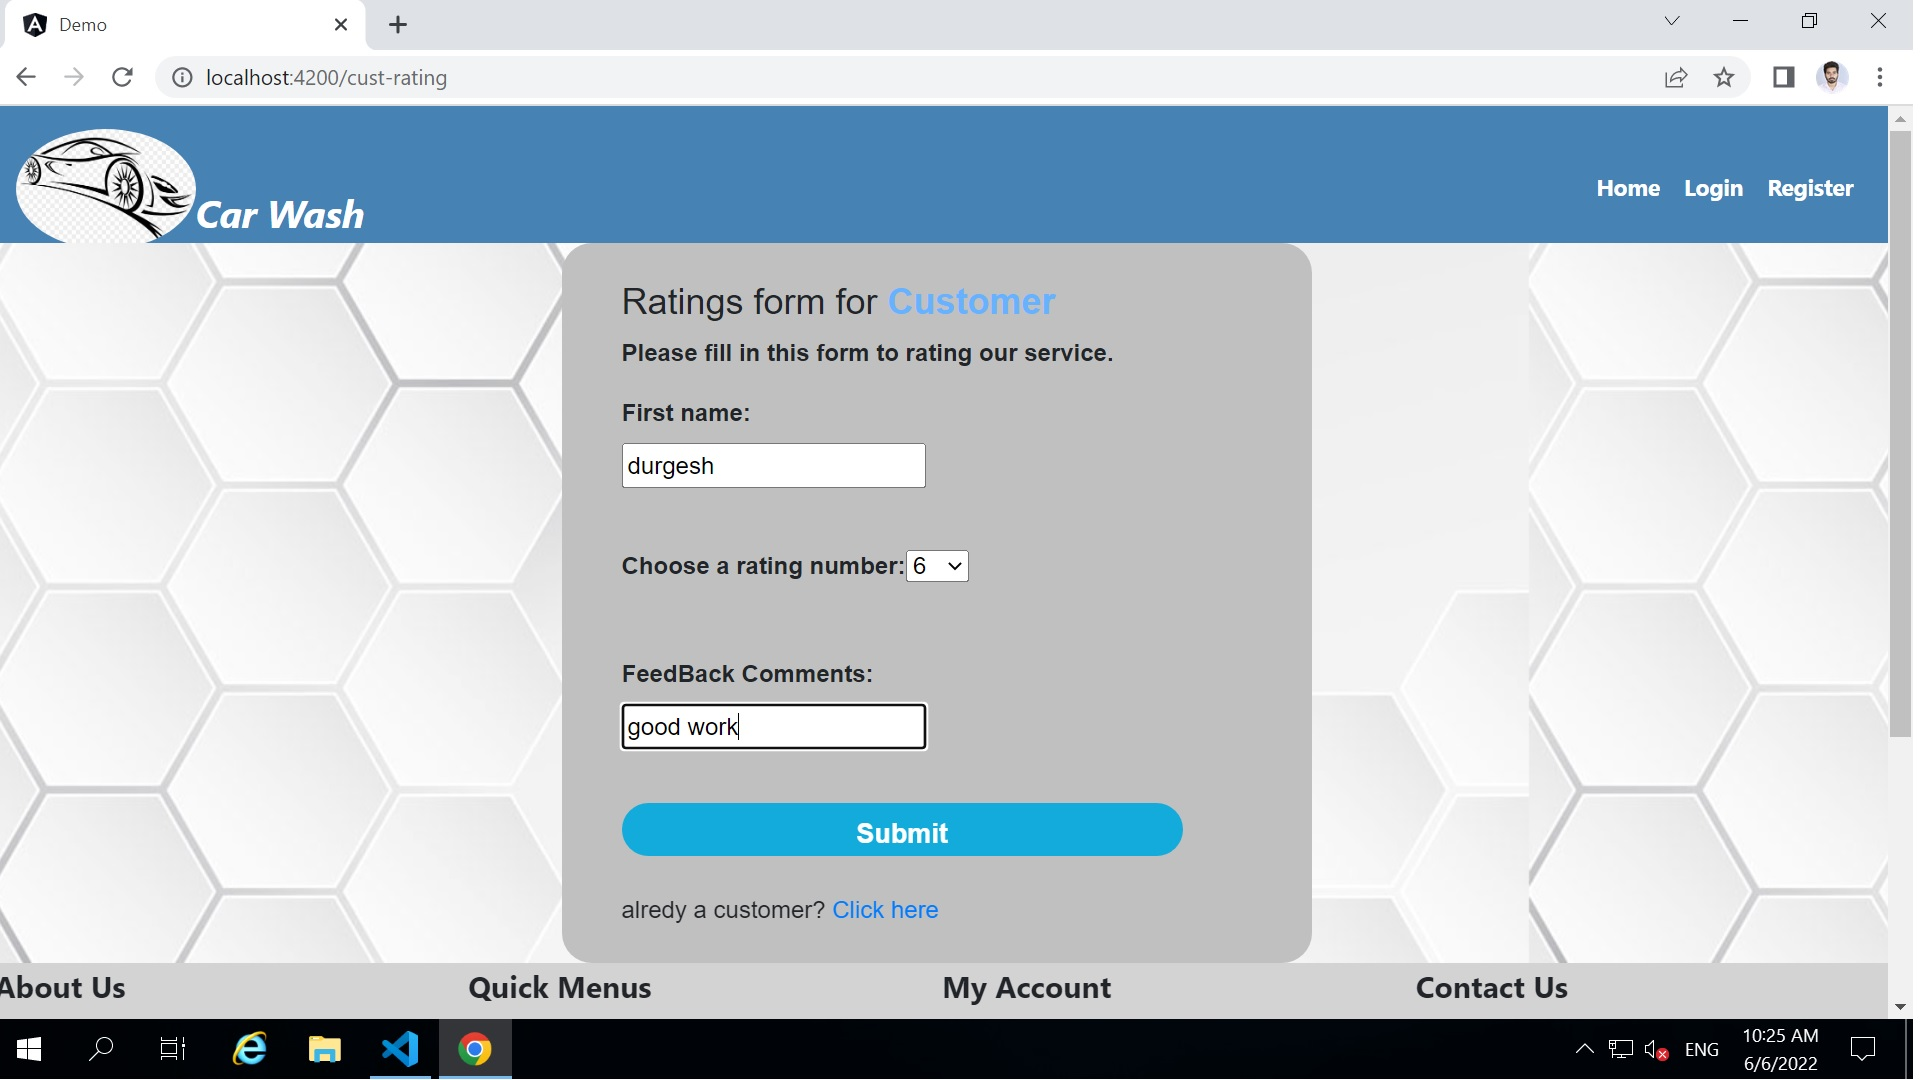 Demo
localhost:4200/cust-rating
Car Wash
Home Login Register
Ratings form for Customer
Please fill in this form to rating our service.
First name:
durgesh
Choose a rating number: 6
FeedBack Comments:
good work
Submit
alredy a customer? Click here
About Us Quick Menus My Account Contact Us
ENG
10:25 AM
6/6/2022